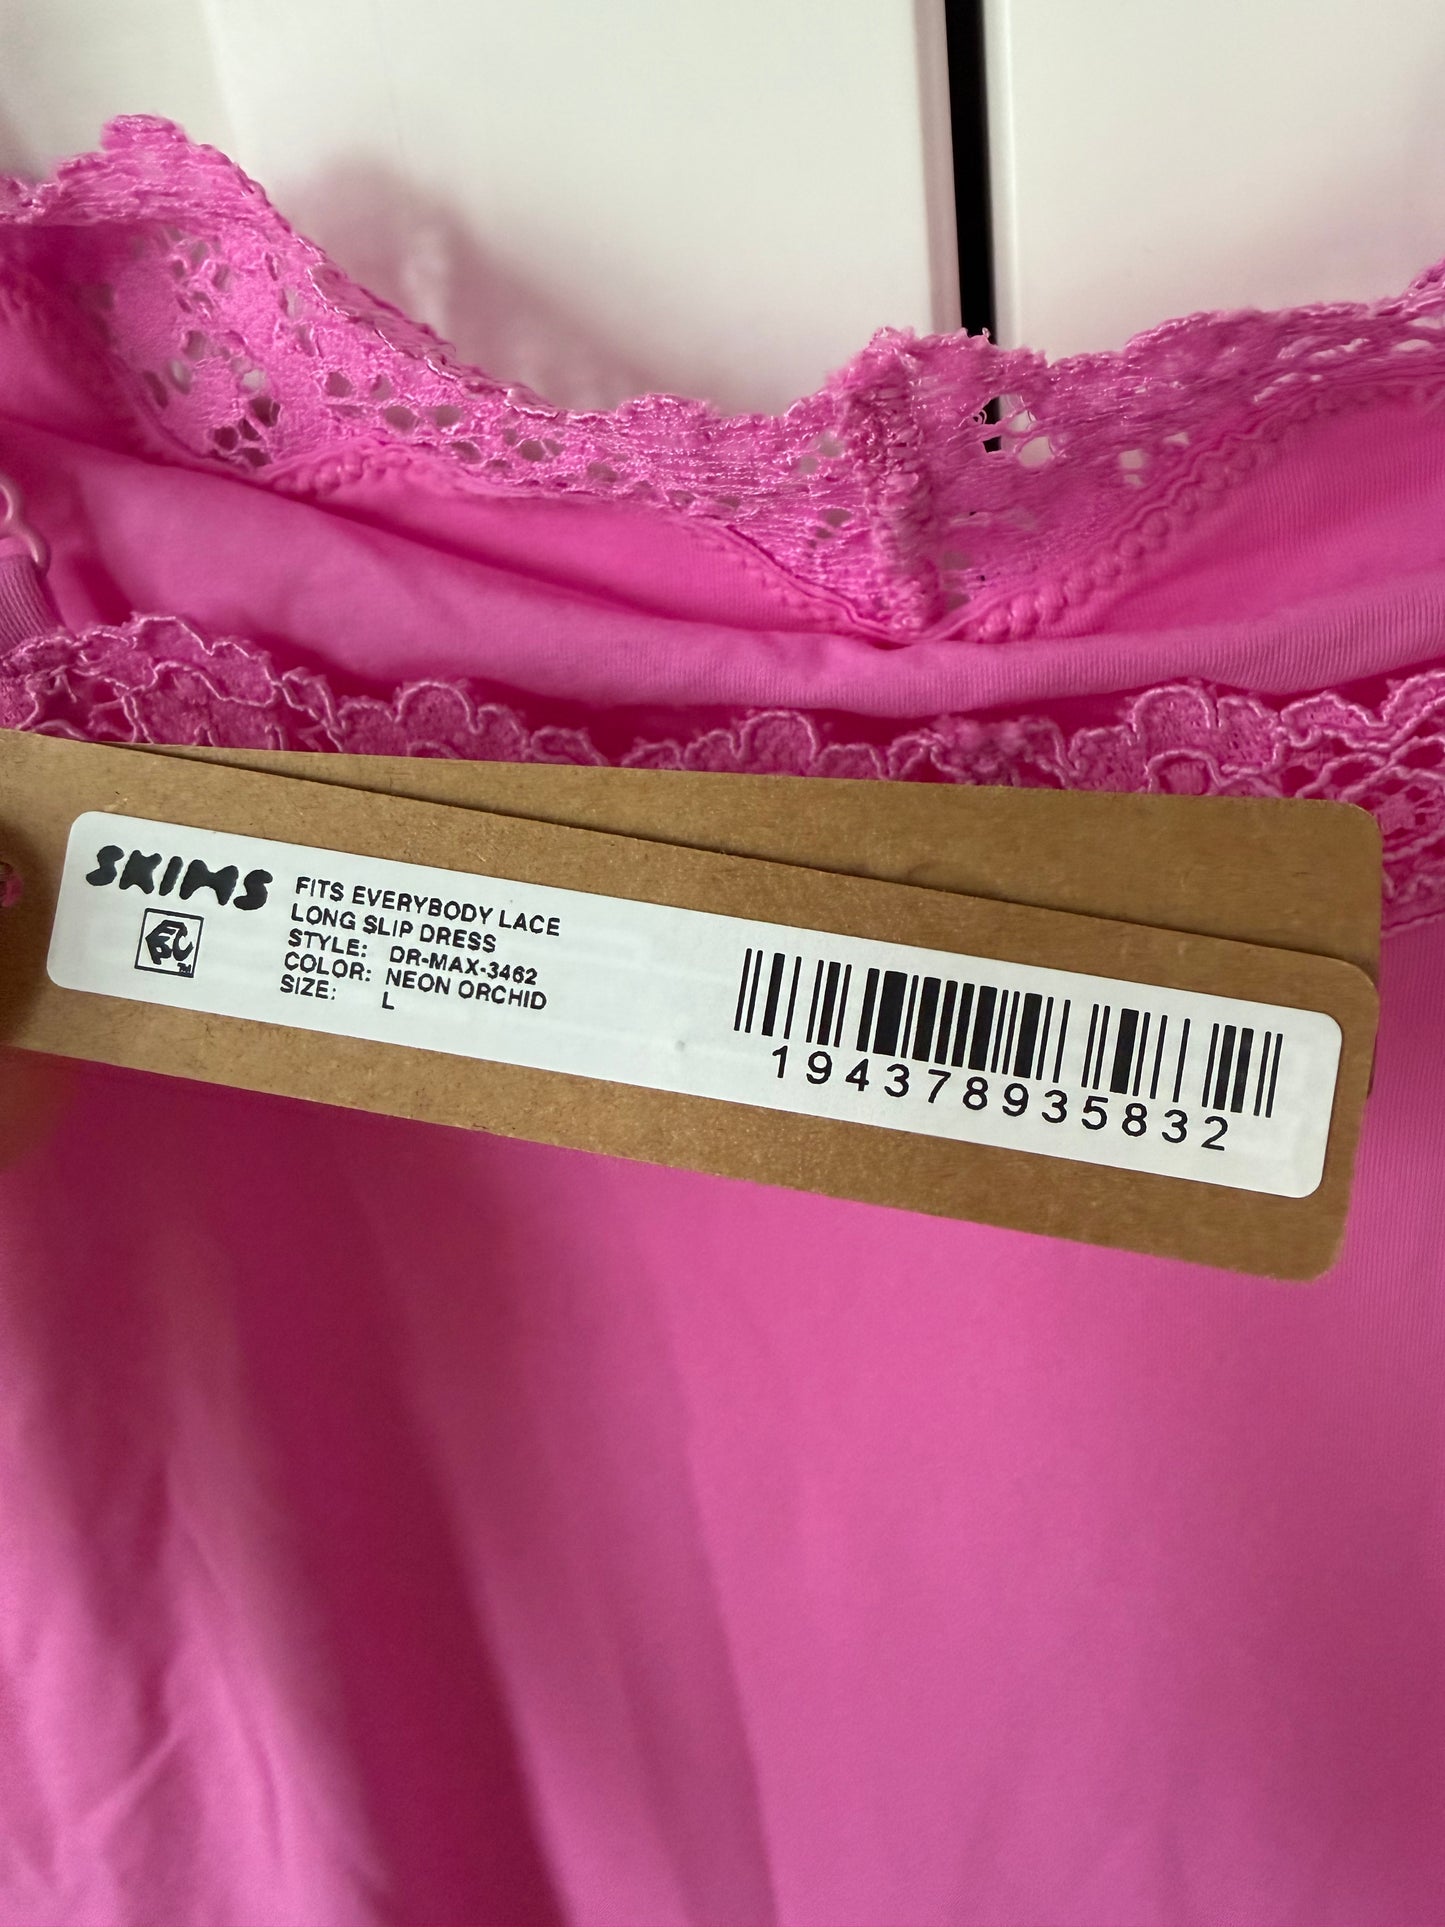 SKIMS
FITS EVERYBODY LACE
LONG SLIP DRESS
STYLE: DR-MAX-3462
COLOR: NEON ORCHID
SIZE: L
194378935832